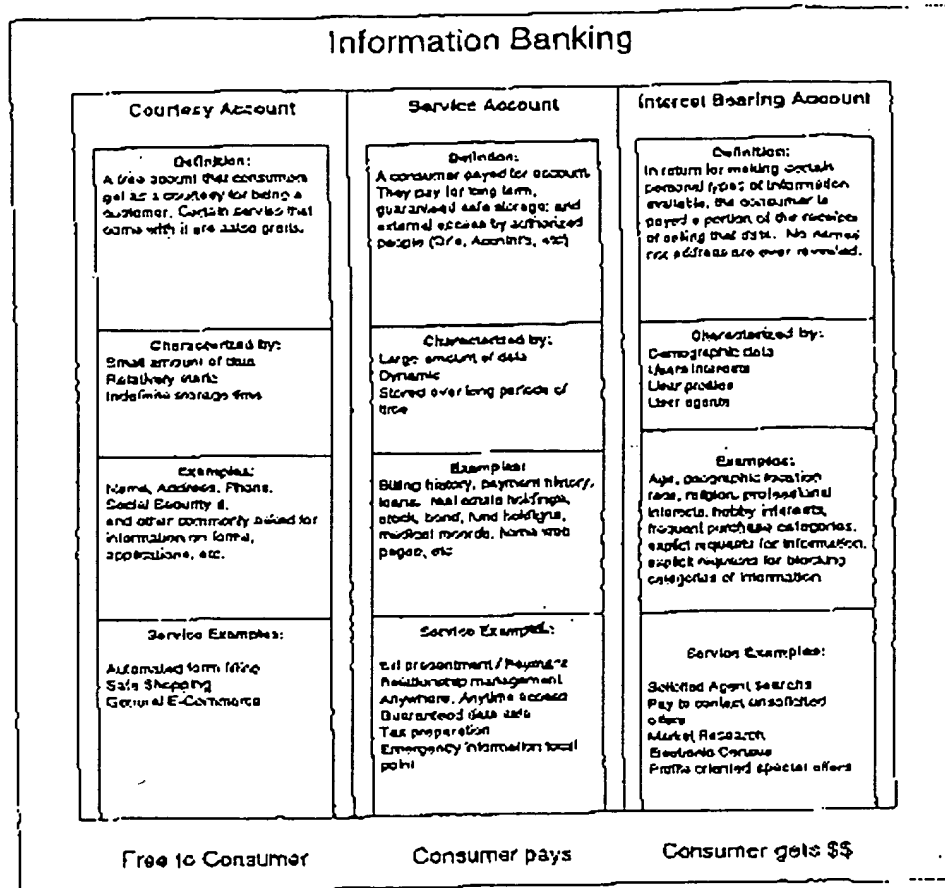 Information Banking
Courtesy Account
Definition:
A free acount that consumers
get as a courtesy for being a
customer. Certain servies that
come with it are also gratis.
Characterized by:
Small amount of data
Relatively static
Indefinite storage time
Examples:
Name, Address, Phone,
Social Security #,
and other commonly asked for
information on forms,
applications, etc.
Service Examples:
Automated form filling
Safe Shopping
General E-Commerce
Free to Consumer
Service Account
Definition:
A consumer payed for account.
They pay for long term,
guaranteed safe storage; and
external access by authorized
people (Drs, etc)
Characterized by:
Large amount of data
Dynamic
Stored over long periods of
time
Examples:
Billing history, payment history,
loans, real estate holdings,
stock, bond, fund holdings,
medical records, home web
pages, etc
Service Examples:
Bill presentment / Payment
Relationship management
Anywhere, Anytime access
Guaranteed data safe
Tax preparation
Emergency information focal
point
Consumer pays
Interest Bearing Account
Definition:
In return for making certain
personal types of information
available, the consumer is
payed a portion of the receipts
of selling that data. No names
nor address are ever revealed.
Characterized by:
Demographic data
Users interests
User profiles
User agents
Examples:
Age, geographic location
race, religion, professional
interests, hobby interests,
frequent purchase categories,
explict requests for information,
explict requests for blocking
categories of information
Service Examples:
Solicited Agent Searchs
Pay to contact unsolicited
offers
Market Research
Electronic Census
Profile oriented special offers
Consumer gets $$